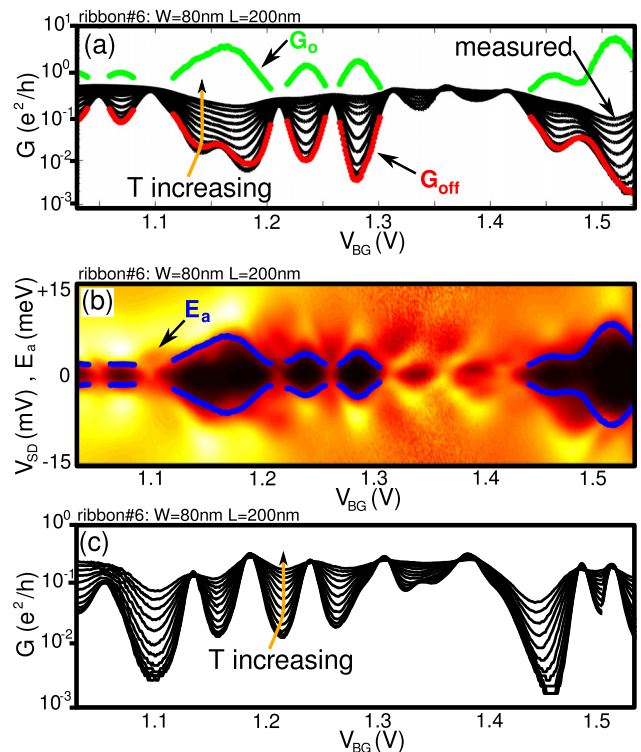 ribbon#6: W=80nm L=200nm
(a)
G (e²/h)
10¹
10⁰
10⁻¹
10⁻²
10⁻³
Gₒ
measured
T increasing
G_off
1.1 1.2 1.3 1.4 1.5
V_BG (V)
ribbon#6: W=80nm L=200nm
(b)
V_SD (mV) , E_a (meV)
+15
0
-15
E_a
1.1 1.2 1.3 1.4 1.5
V_BG (V)
ribbon#6: W=80nm L=200nm
(c)
G (e²/h)
10⁰
10⁻¹
10⁻²
10⁻³
T increasing
1.1 1.2 1.3 1.4 1.5
V_BG (V)